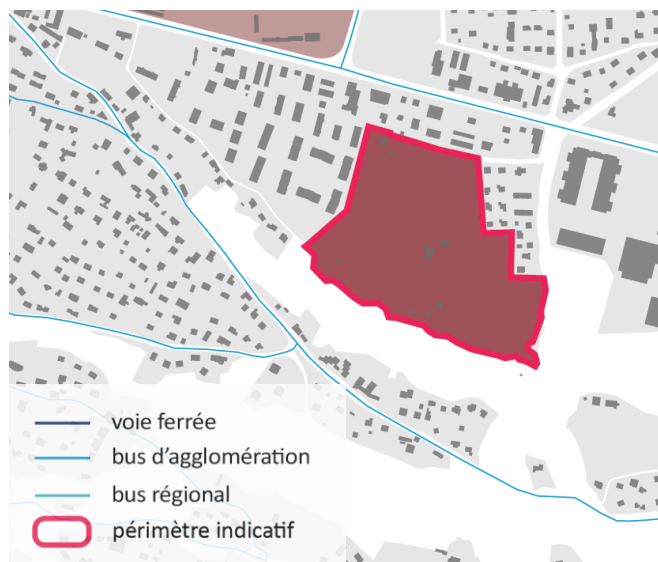 voie ferrée
bus d'agglomération
bus régional
périmètre indicatif